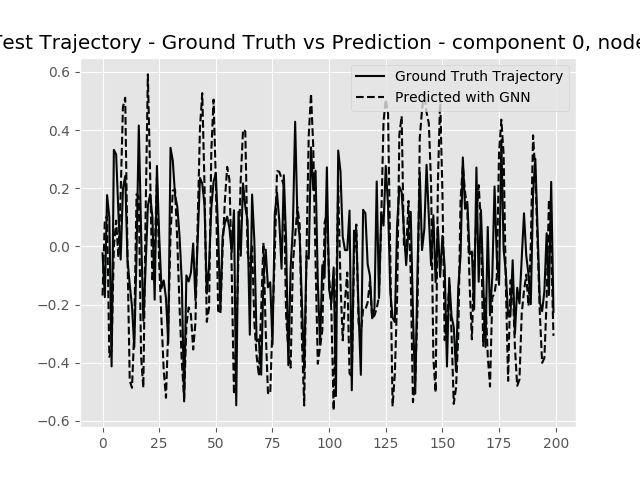 Test Trajectory - Ground Truth vs Prediction - component 0, node
Ground Truth Trajectory
Predicted with GNN
0.6
0.4
0.2
0.0
−0.2
−0.4
−0.6
0 25 50 75 100 125 150 175 200